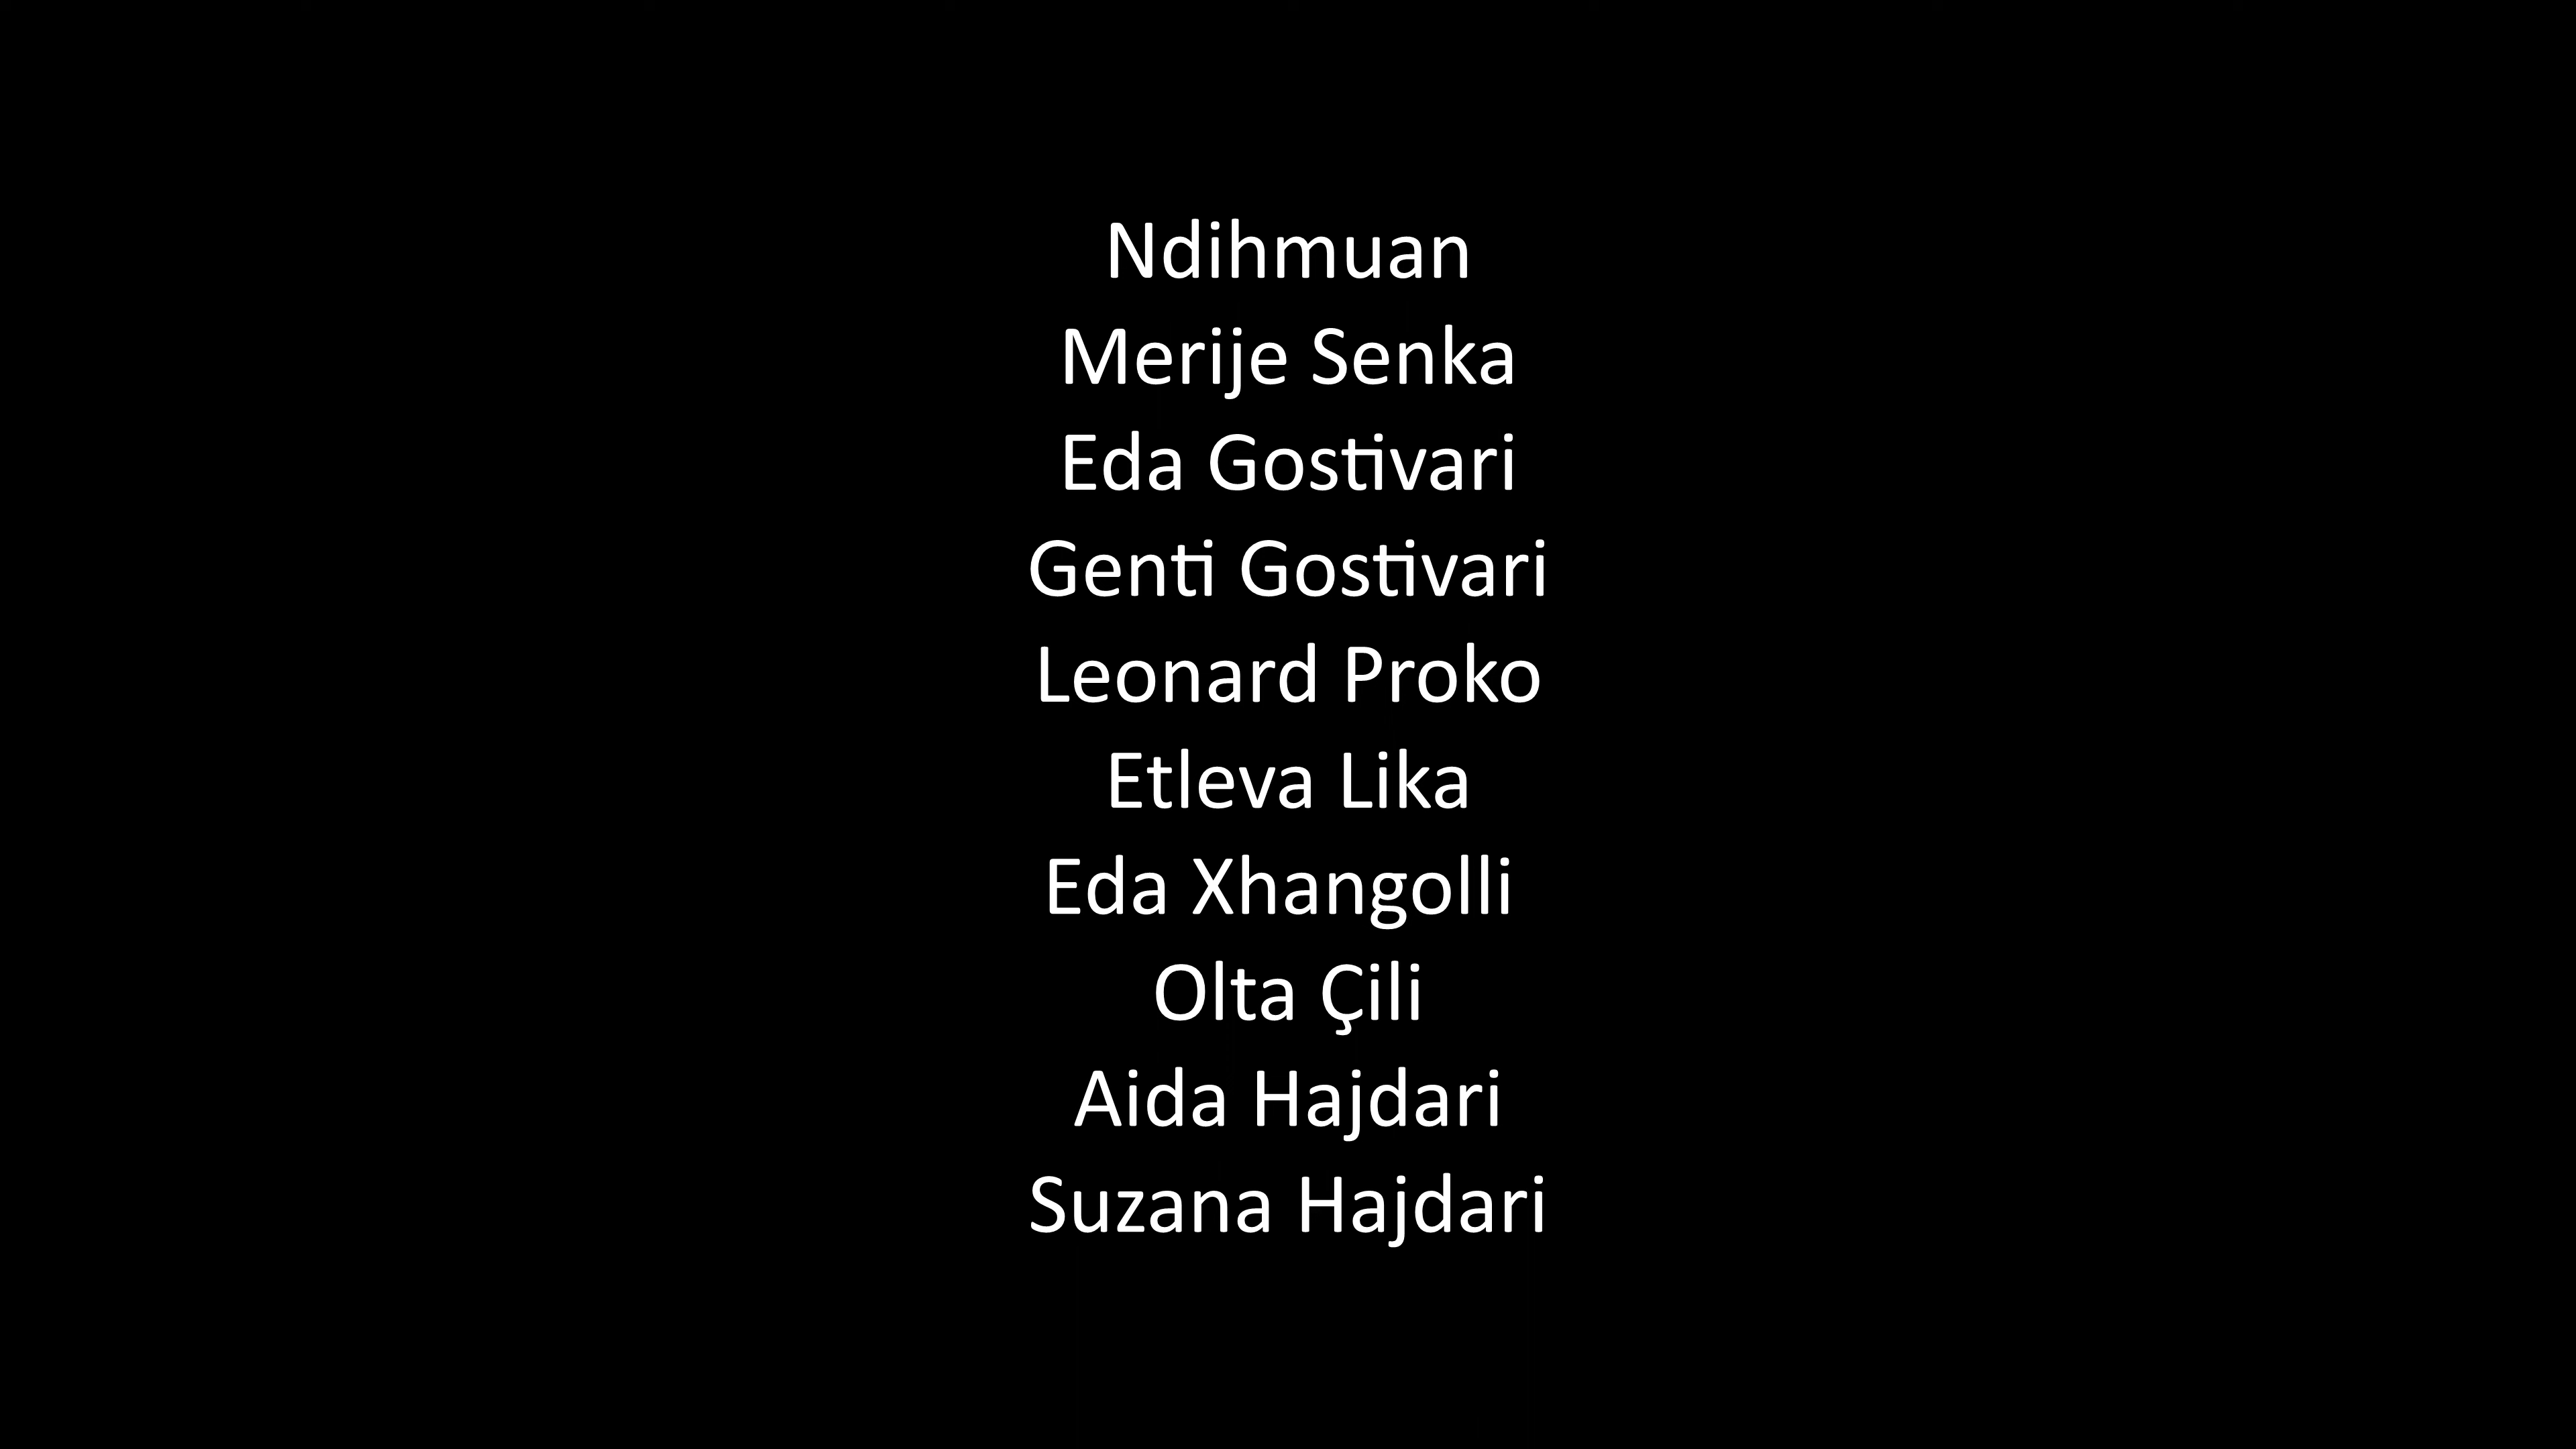 Ndihmuan
Merije Senka
Eda Gostivari
Genti Gostivari
Leonard Proko
Etleva Lika
Eda Xhangolli
Olta Çili
Aida Hajdari
Suzana Hajdari